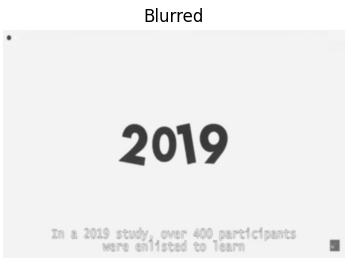 Blurred
2019
In a 2019 study, over 400 participants
were enlisted to learn